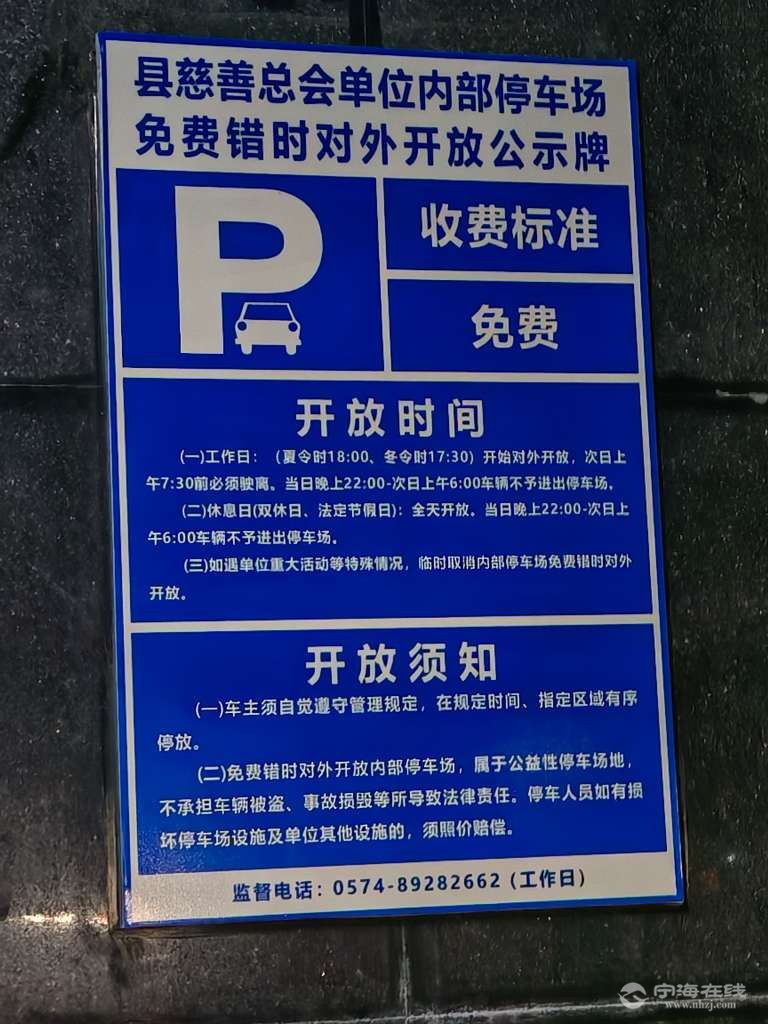 县慈善总会单位内部停车场
免费错时对外开放公示牌
P
收费标准
免费
开放时间
(一)工作日：（夏令时18:00、冬令时17:30）开始对外开放，次日上
午7:30前必须驶离。当日晚上22:00-次日上午6:00车辆不予进出停车场。
(二)休息日(双休日、法定节假日)：全天开放。当日晚上22:00-次日上
午6:00车辆不予进出停车场。
(三)如遇单位重大活动等特殊情况，临时取消内部停车场免费错时对外
开放。
开放须知
(一)车主须自觉遵守管理规定，在规定时间、指定区域有序
停放。
(二)免费错时对外开放内部停车场，属于公益性停车场地，
不承担车辆被盗、事故损毁等所导致法律责任。停车人员如有损
坏停车场设施及单位其他设施的，须照价赔偿。
监督电话：0574-89282662（工作日）
宁海在线
www.nhzj.com